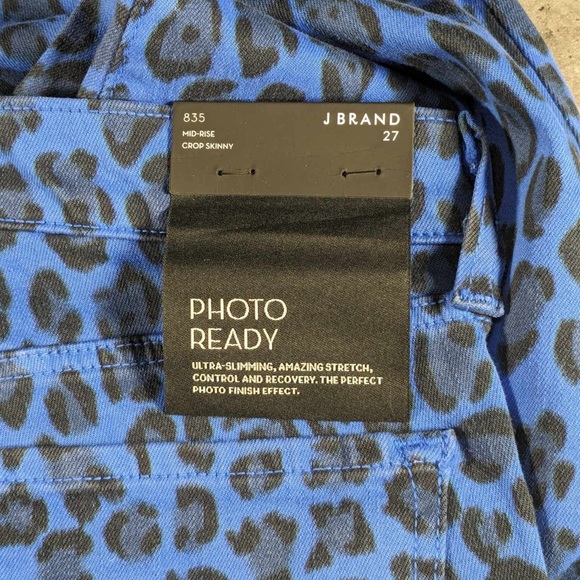 835
MID-RISE
CROP SKINNY
J BRAND
27
PHOTO
READY
ULTRA-SLIMMING, AMAZING STRETCH,
CONTROL AND RECOVERY. THE PERFECT
PHOTO FINISH EFFECT.